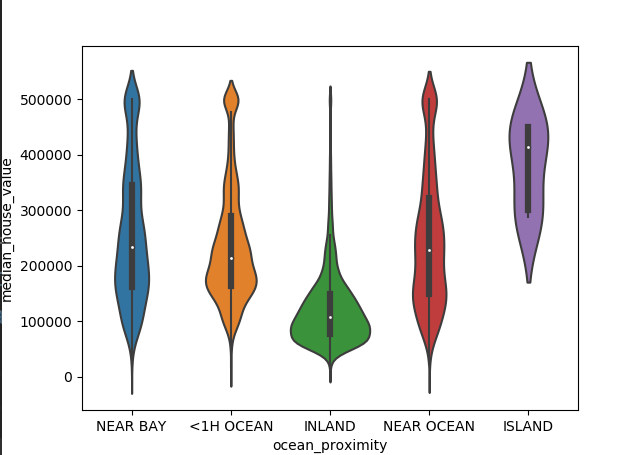 500000
400000
300000
200000
100000
0
median_house_value
NEAR BAY
<1H OCEAN
INLAND
NEAR OCEAN
ISLAND
ocean_proximity